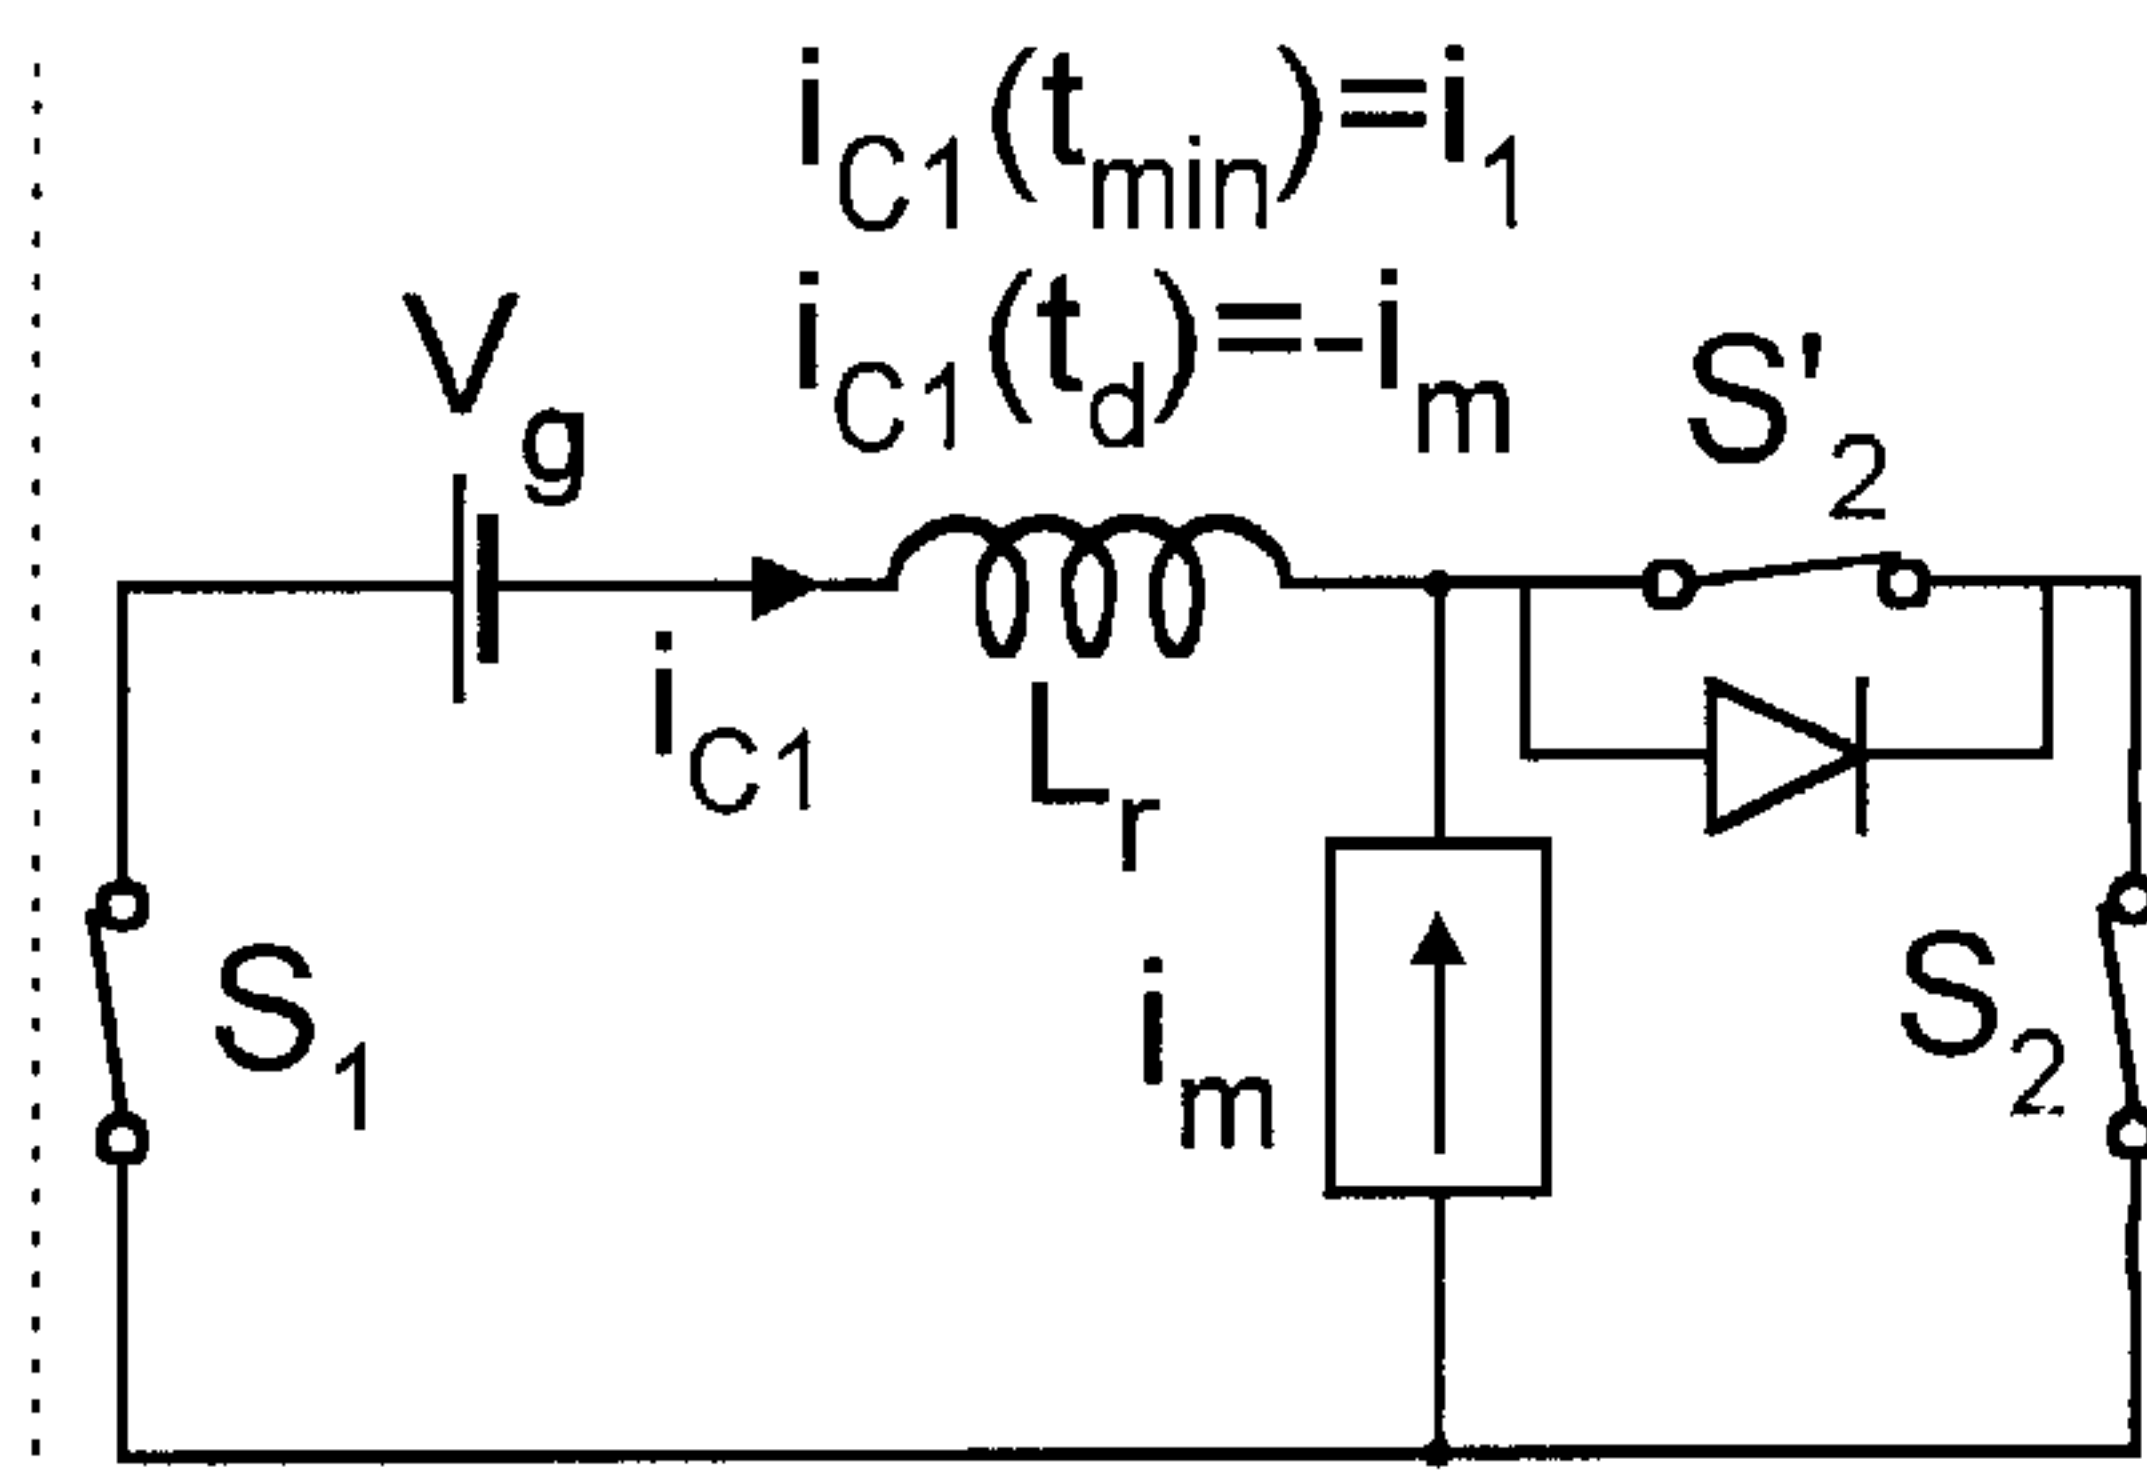 i_C1(t_min)=i_1
i_C1(t_d)=-i_m
V_g
S'_2
i_C1
L_r
S_1
i_m
S_2